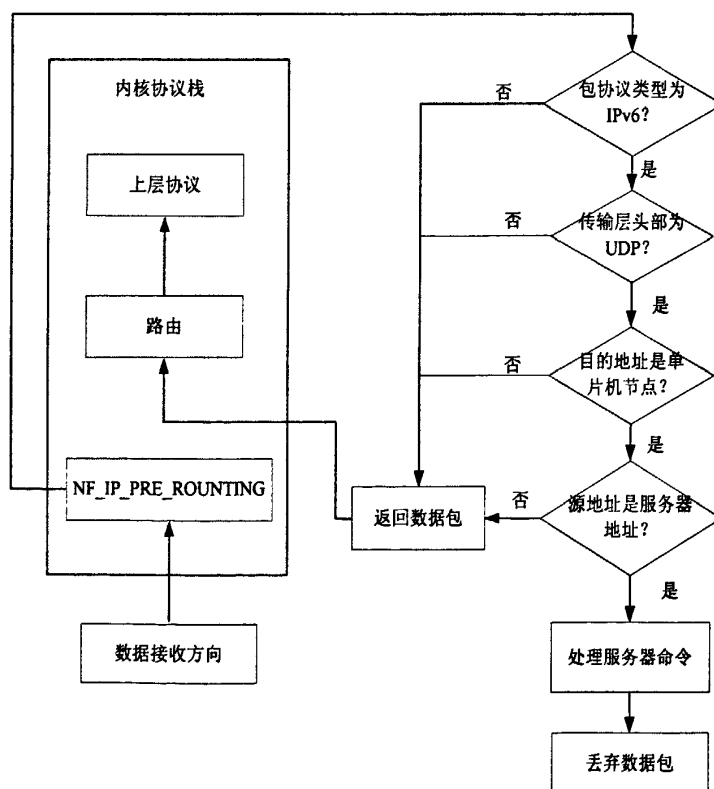 内核协议栈
上层协议
路由
NF_IP_PRE_ROUNTING
数据接收方向
返回数据包
包协议类型为
IPv6?
否
是
传输层头部为
UDP?
否
是
目的地址是单
片机节点?
否
是
源地址是服务器
地址?
否
是
处理服务器命令
丢弃数据包